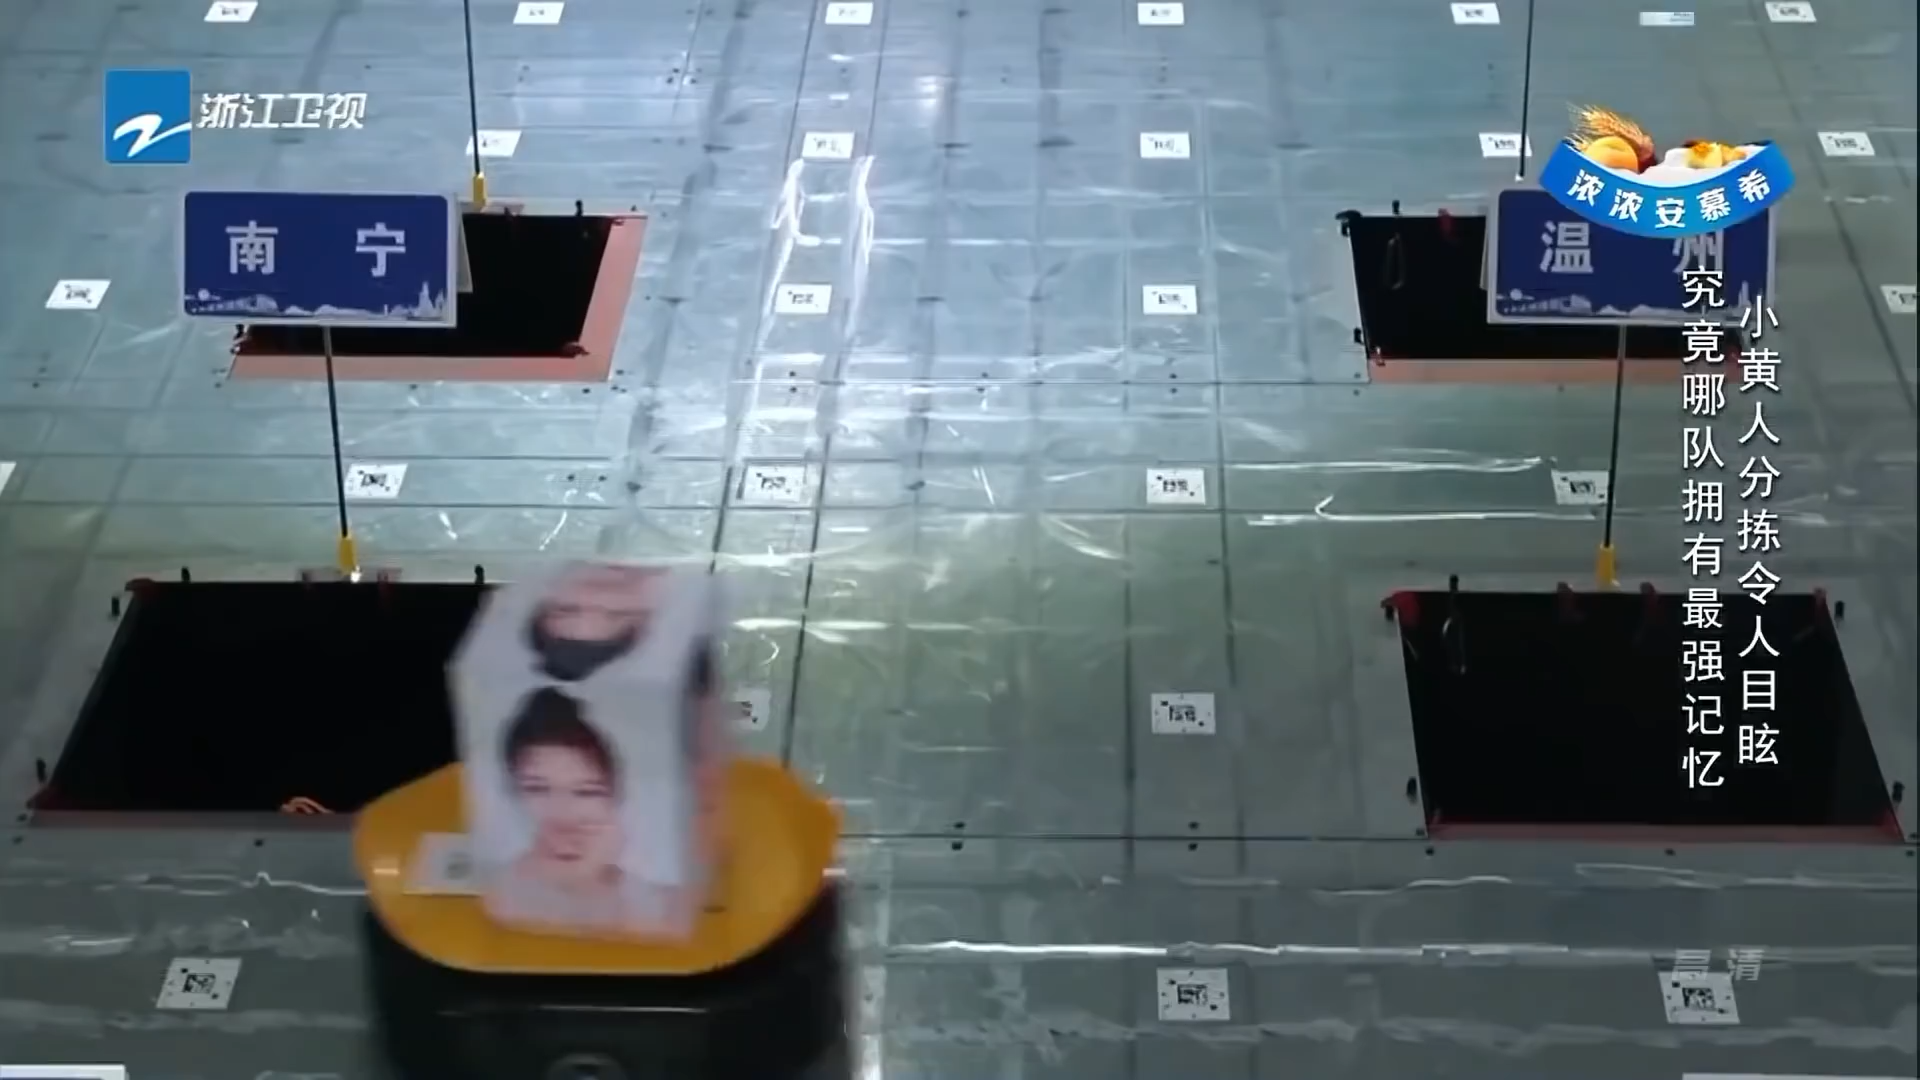 浙江卫视
浓浓安慕希
南 宁
温 州
小黄人分拣令人目眩
究竟哪队拥有最强记忆
高清